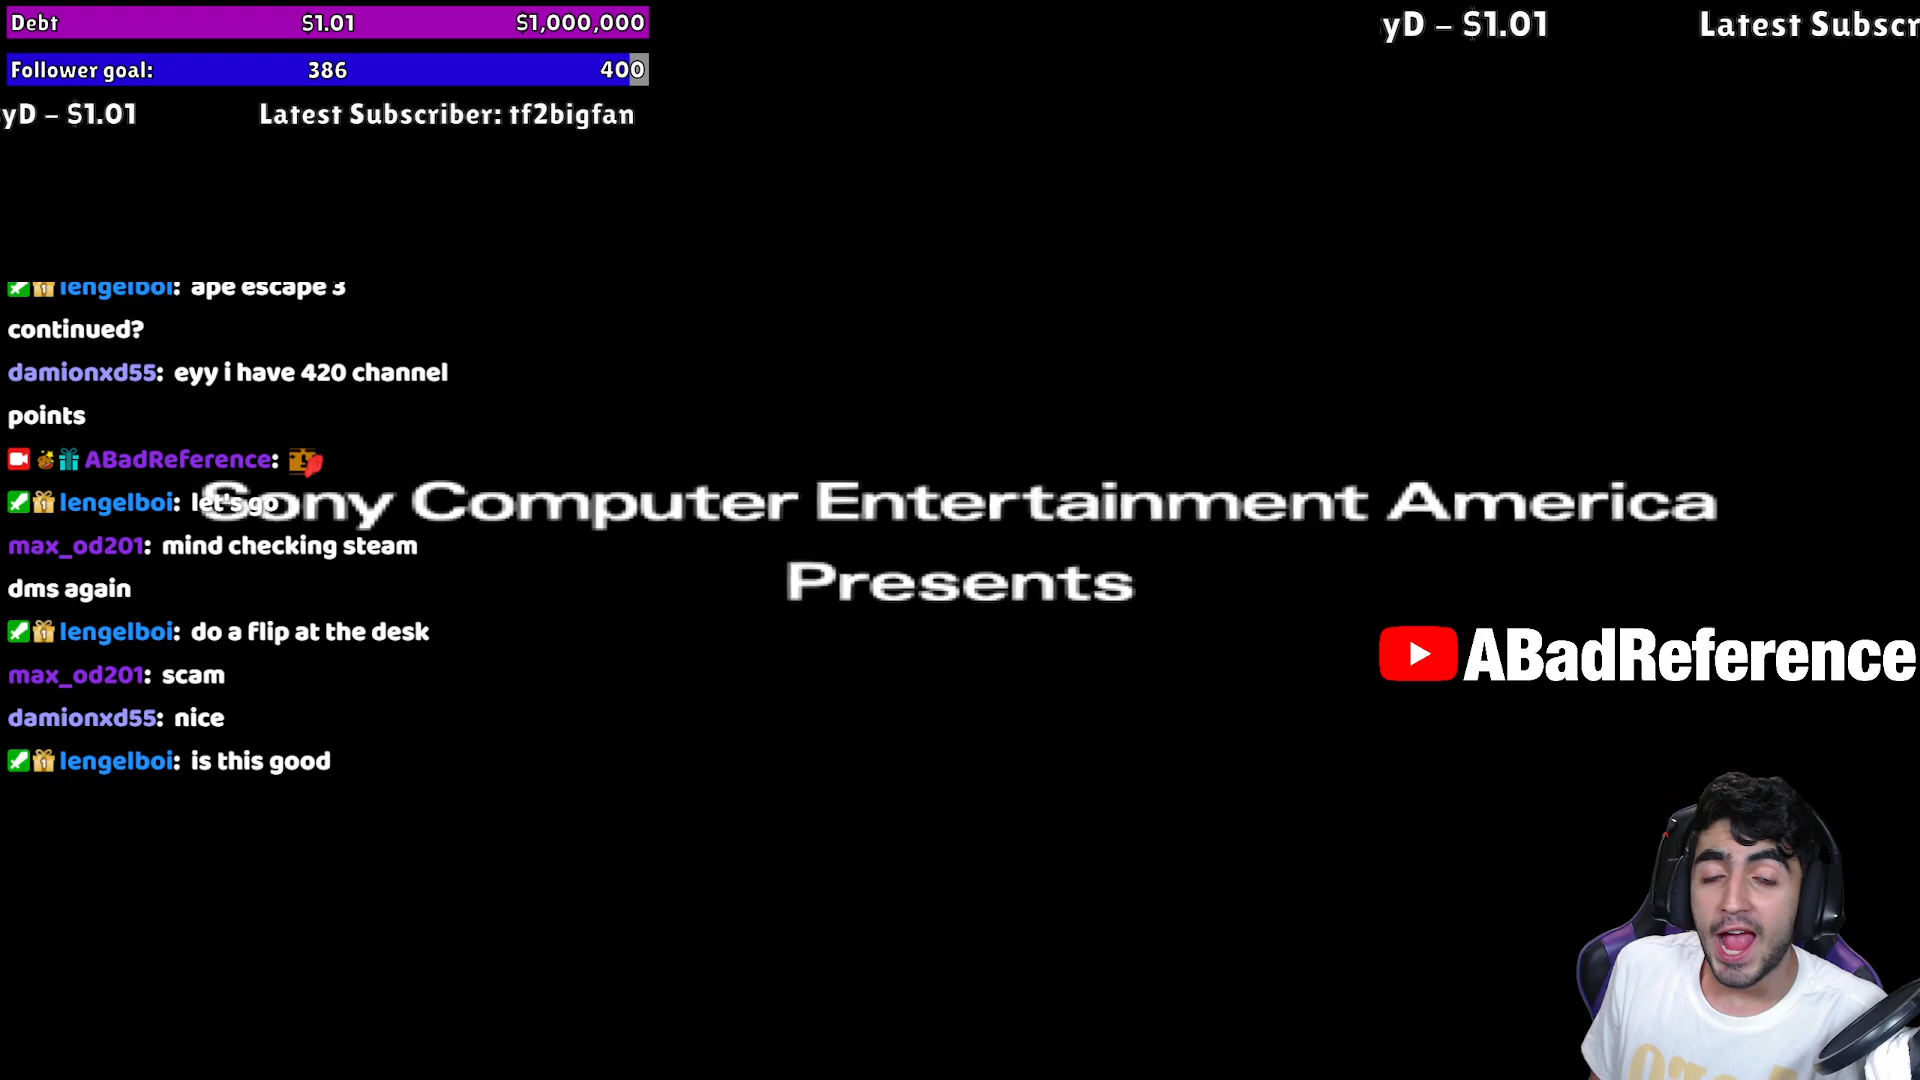 Debt $1.01 $1,000,000
yD – $1.01 Latest Subscr
Follower goal: 386 400
yD – $1.01 Latest Subscriber: tf2bigfan
lengelboi: ape escape 3
continued?
damionxd55: eyy i have 420 channel
points
ABadReference:
lengelboi: let's go
Sony Computer Entertainment America
max_od201: mind checking steam
dms again
Presents
lengelboi: do a flip at the desk
ABadReference
max_od201: scam
damionxd55: nice
lengelboi: is this good